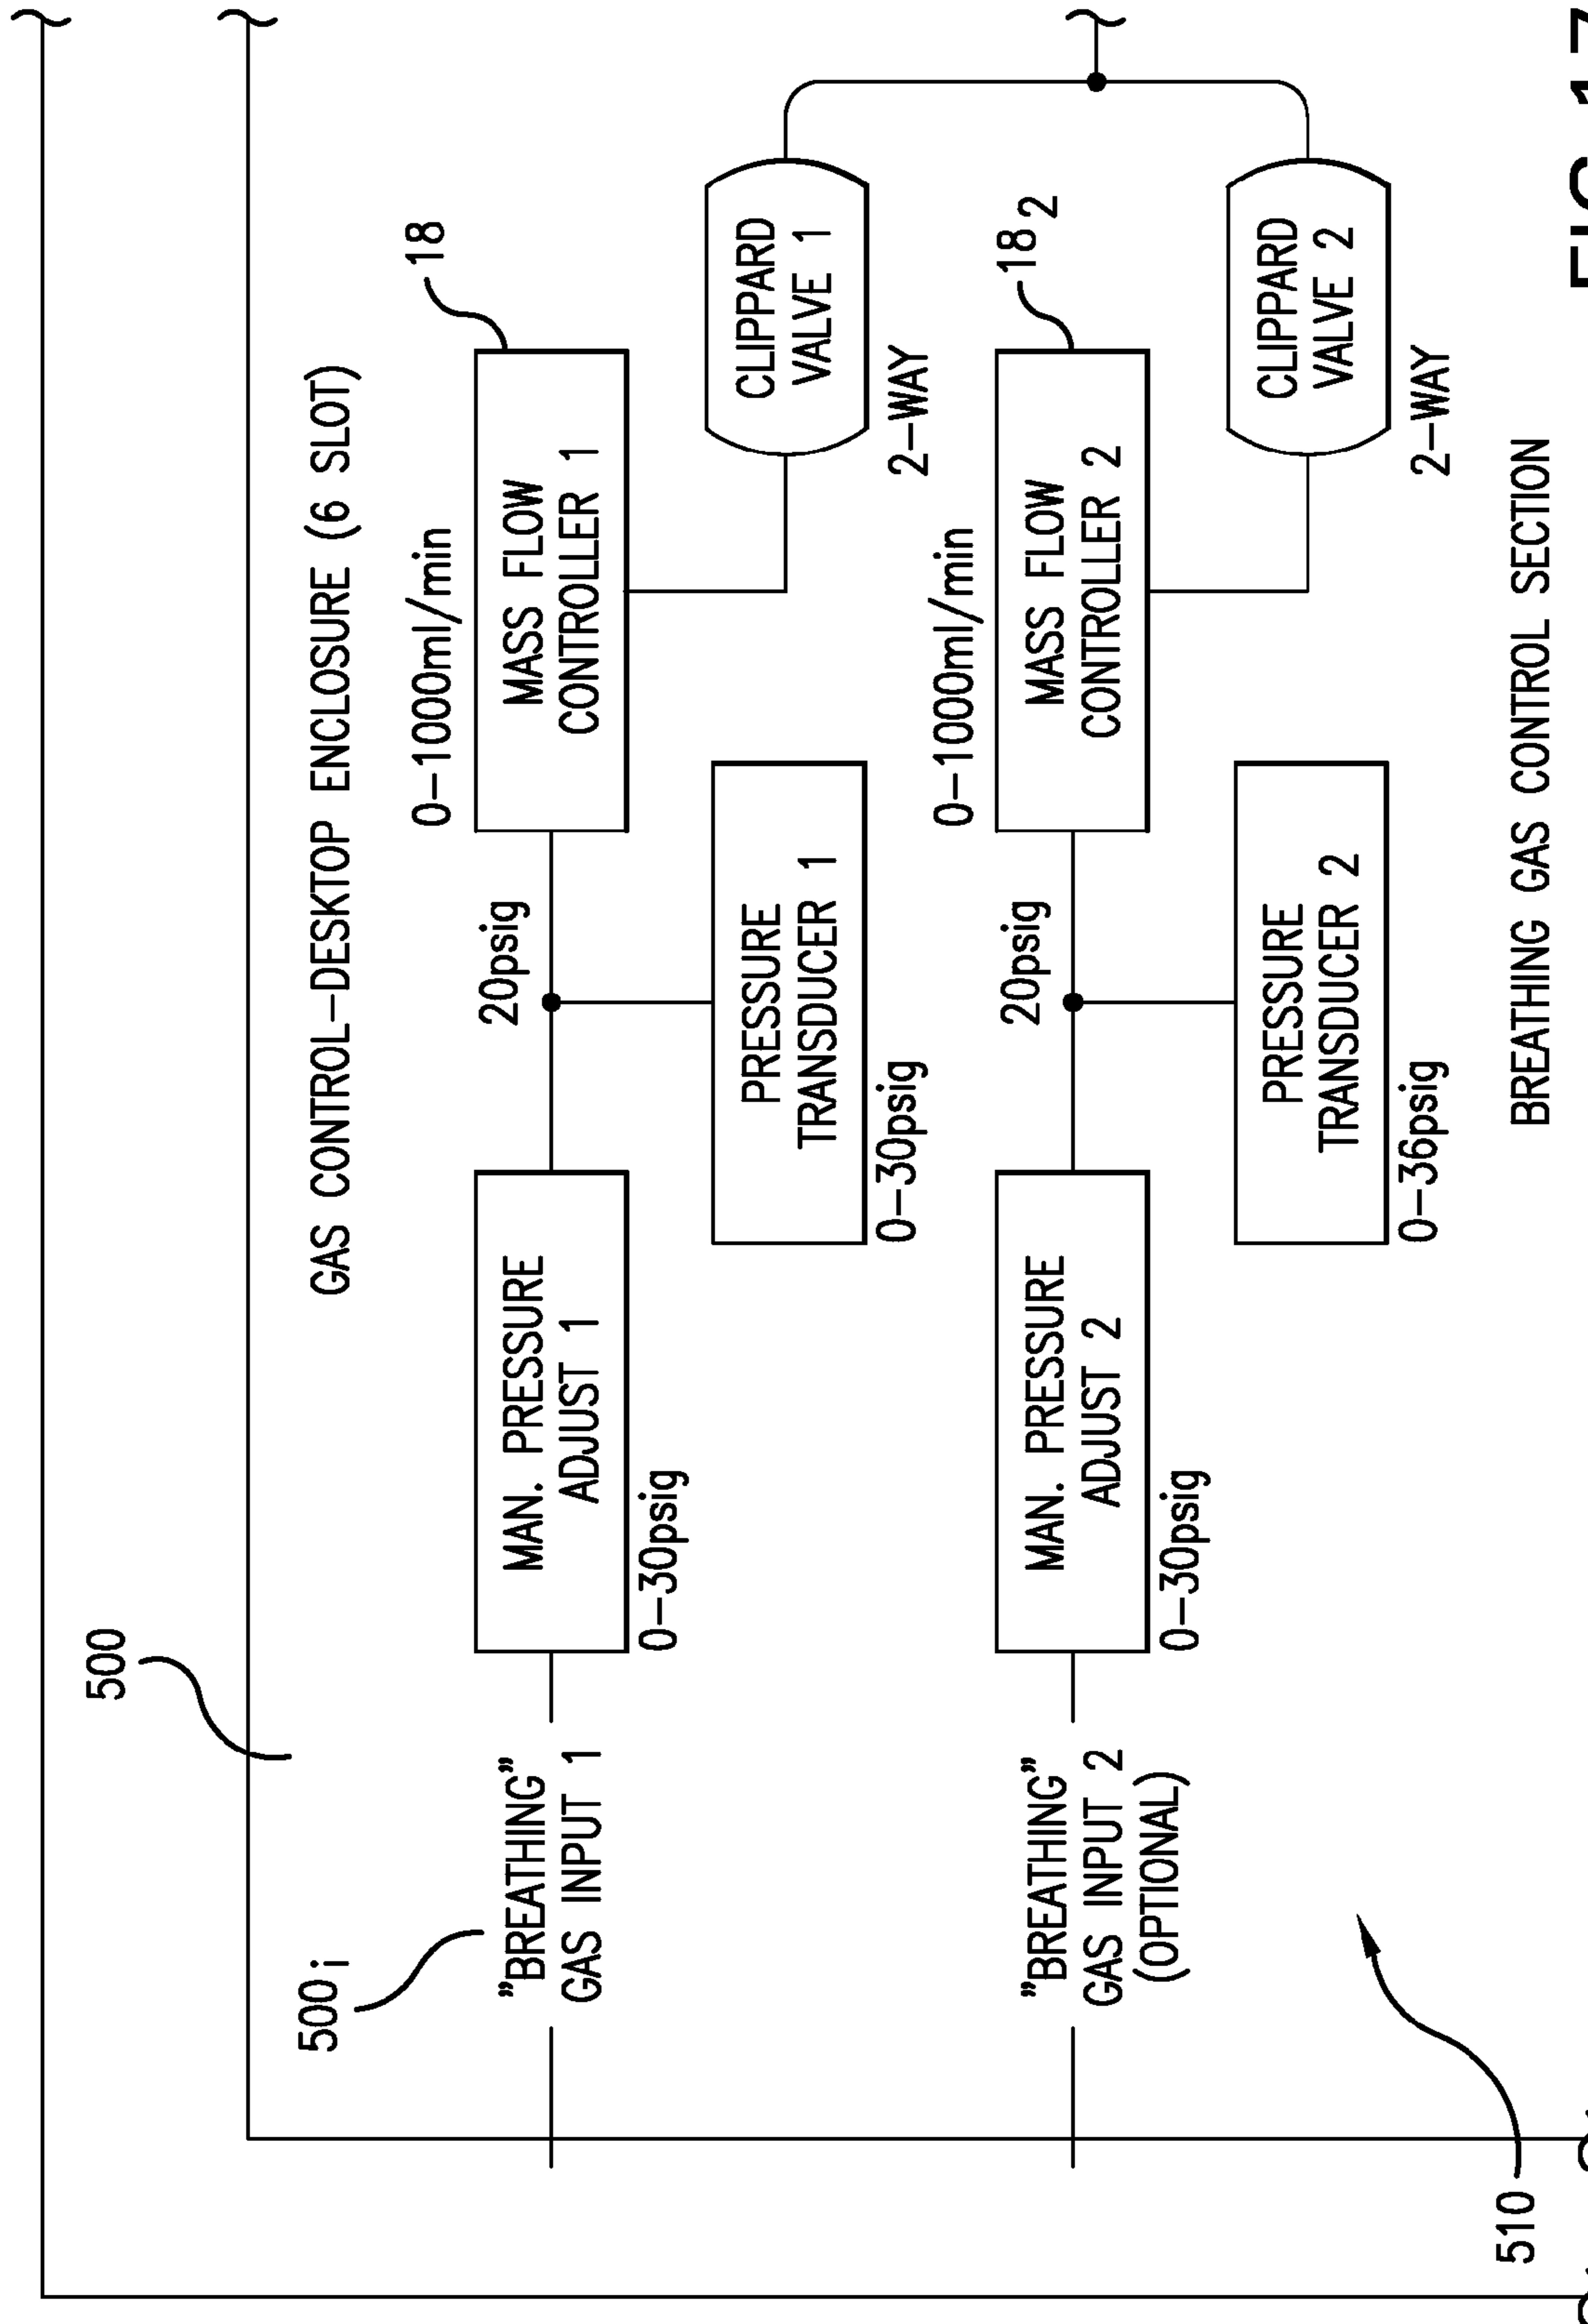 500
GAS CONTROL-DESKTOP ENCLOSURE (6 SLOT)
500i
"BREATHING"
GAS INPUT 1
MAN. PRESSURE
ADJUST 1
0-30psig
20psig
PRESSURE
TRANSDUCER 1
0-30psig
0-1000ml/min
MASS FLOW
CONTROLLER 1
18
CLIPPARD
VALVE 1
2-WAY
"BREATHING"
GAS INPUT 2
(OPTIONAL)
MAN. PRESSURE
ADJUST 2
0-30psig
20psig
PRESSURE
TRANSDUCER 2
0-36psig
0-1000ml/min
MASS FLOW
CONTROLLER 2
18 2
CLIPPARD
VALVE 2
2-WAY
510
BREATHING GAS CONTROL SECTION